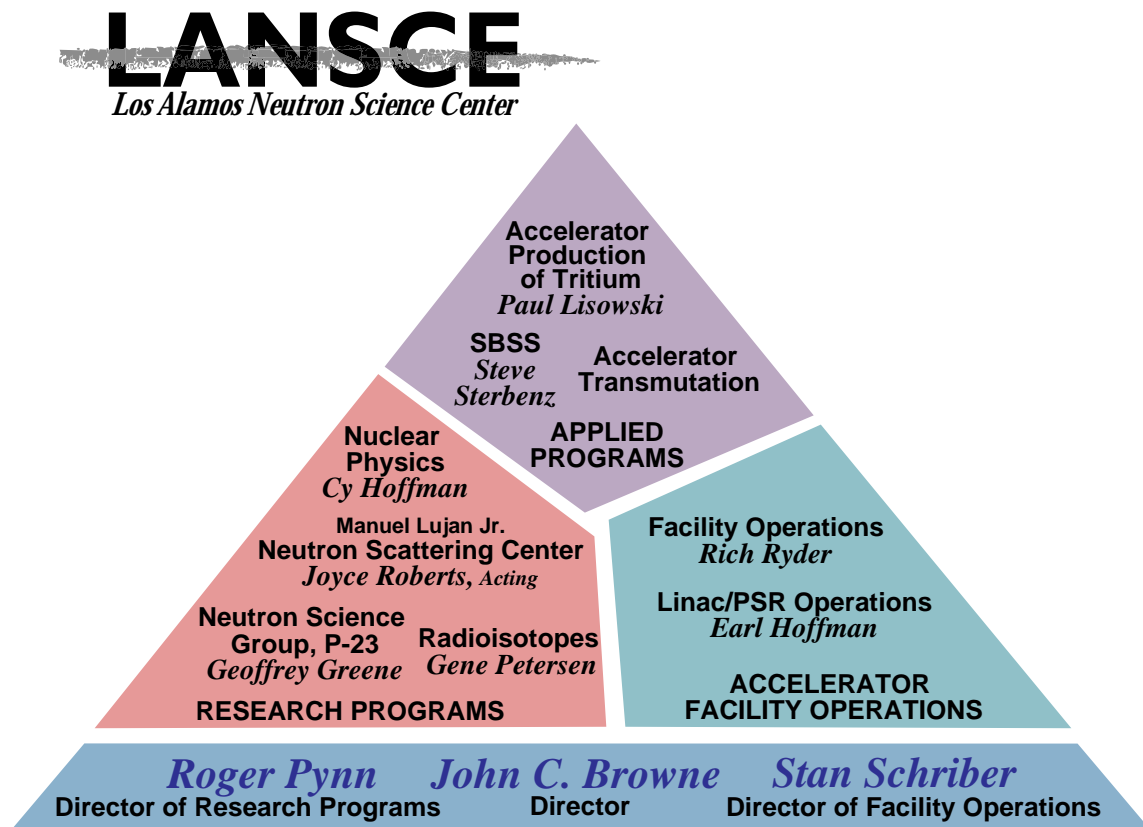 LANSCE
Los Alamos Neutron Science Center
Accelerator
Production
of Tritium
Paul Lisowski
SBSS
Steve
Sterbenz
Accelerator
Transmutation
APPLIED
PROGRAMS
Nuclear
Physics
Cy Hoffman
Manuel Lujan Jr.
Neutron Scattering Center
Joyce Roberts, Acting
Neutron Science
Group, P-23
Geoffrey Greene
Radioisotopes
Gene Petersen
RESEARCH PROGRAMS
Facility Operations
Rich Ryder
Linac/PSR Operations
Earl Hoffman
ACCELERATOR
FACILITY OPERATIONS
Roger Pynn
Director of Research Programs
John C. Browne
Director
Stan Schriber
Director of Facility Operations